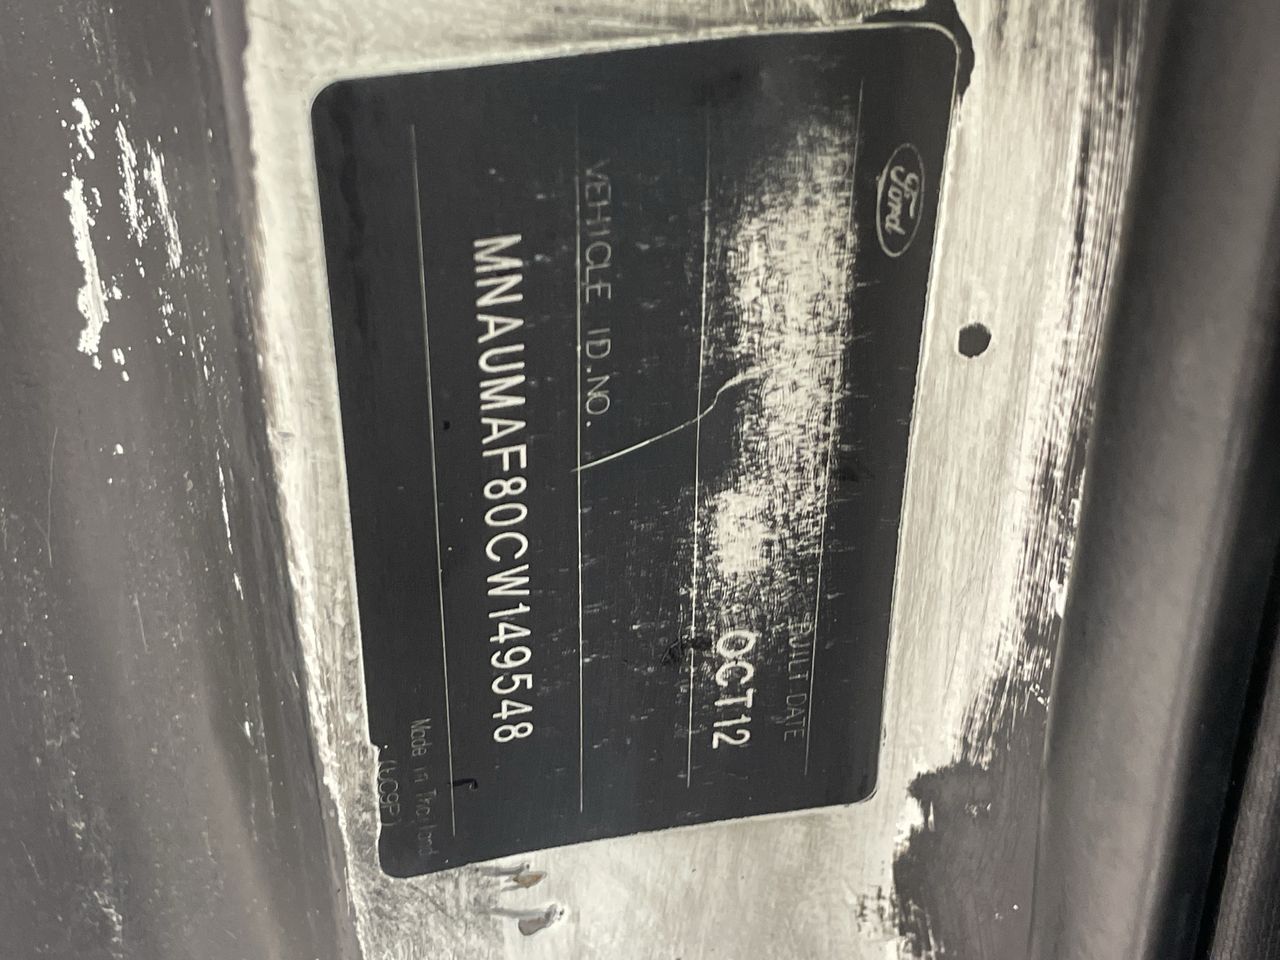 Ford
BUILT DATE
OCT12
VEHICLE ID.NO.
MNAUMAF80CW149548
Made in Thailand